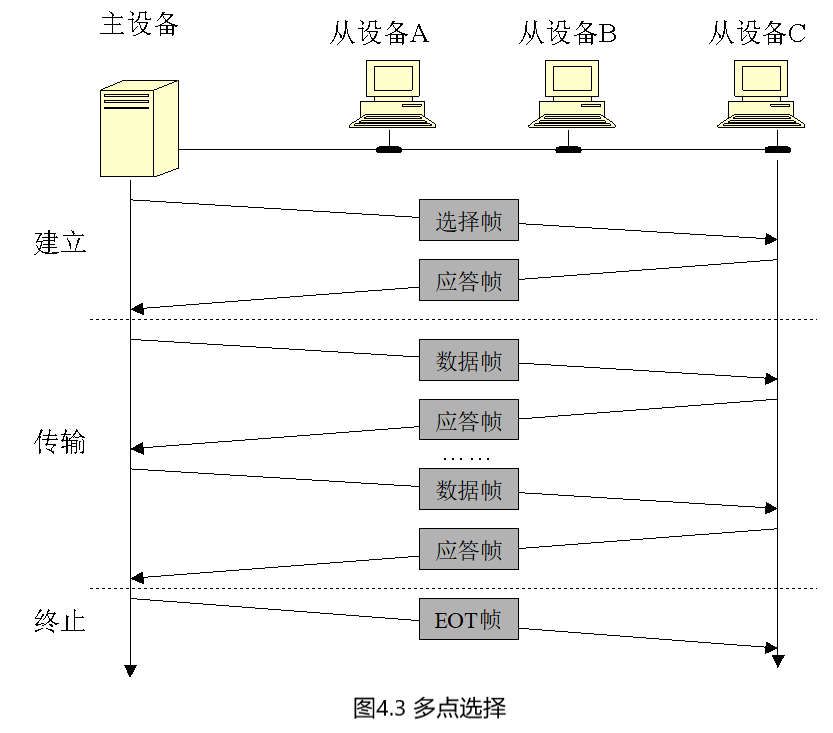 主设备
从设备A
从设备B
从设备C
建立
选择帧
应答帧
传输
数据帧
应答帧
……
数据帧
应答帧
终止
EOT帧
图4.3 多点选择